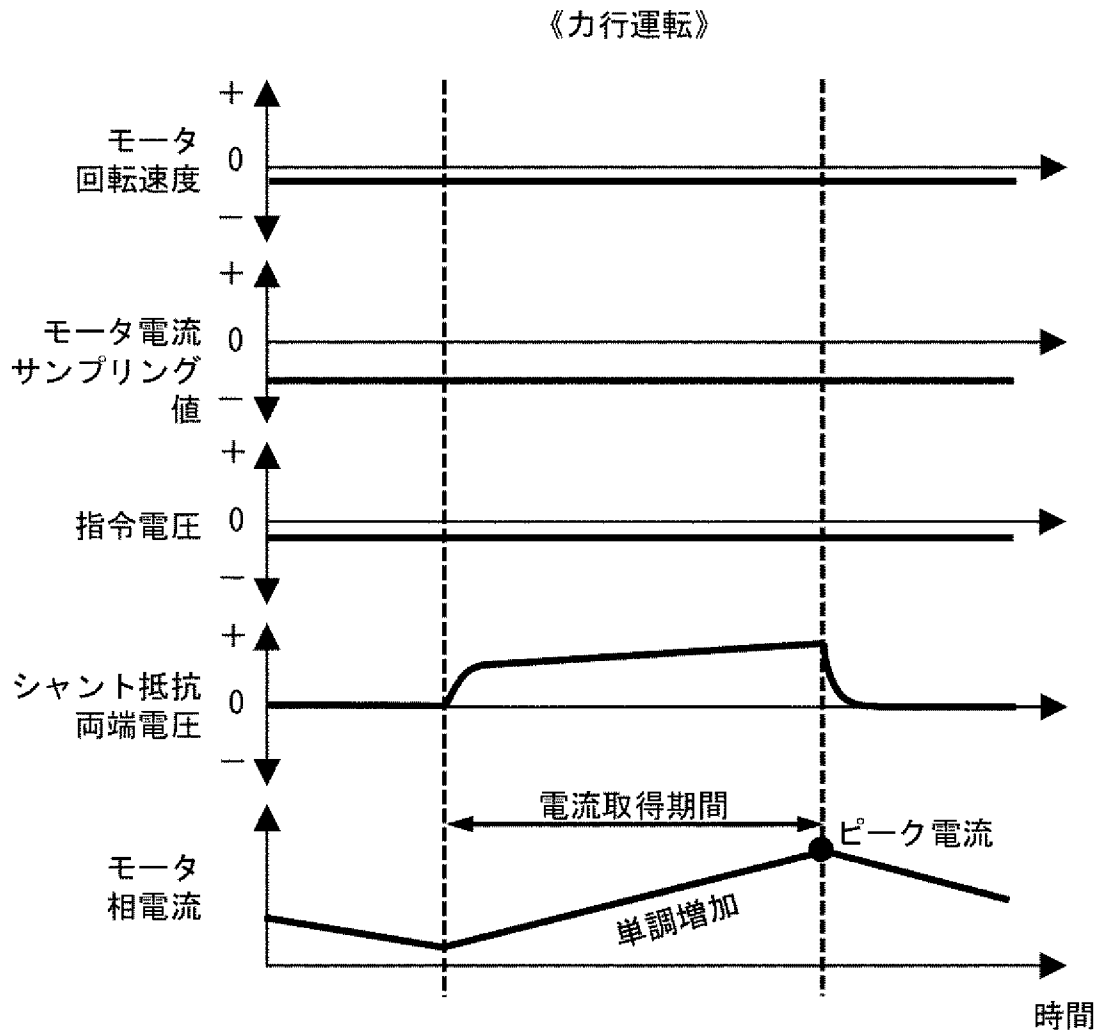 《力行運転》
+
モータ
回転速度
0
−
+
モータ電流
サンプリング
値
0
−
+
指令電圧
0
−
+
シャント抵抗
両端電圧
0
−
電流取得期間
ピーク電流
モータ
相電流
単調増加
時間